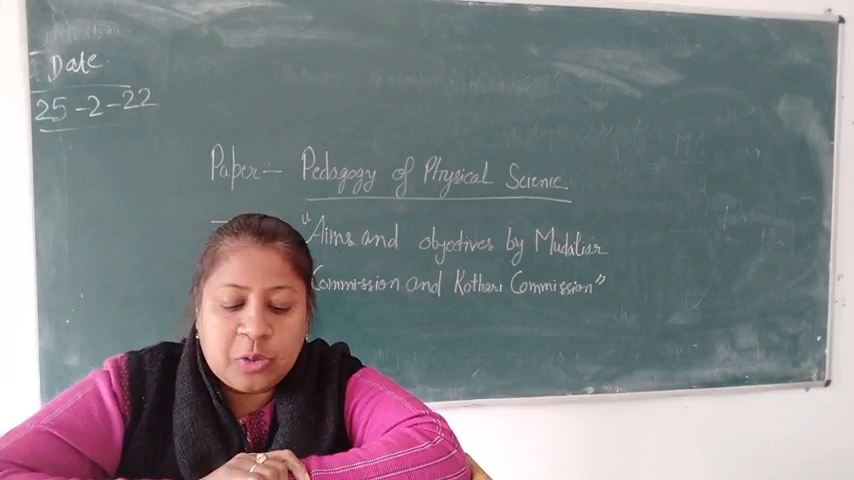 Date
25-2-22
Paper:- Pedagogy of Physical Science
"Aims and objectives by Mudaliar
Commission and Kothari Commission"